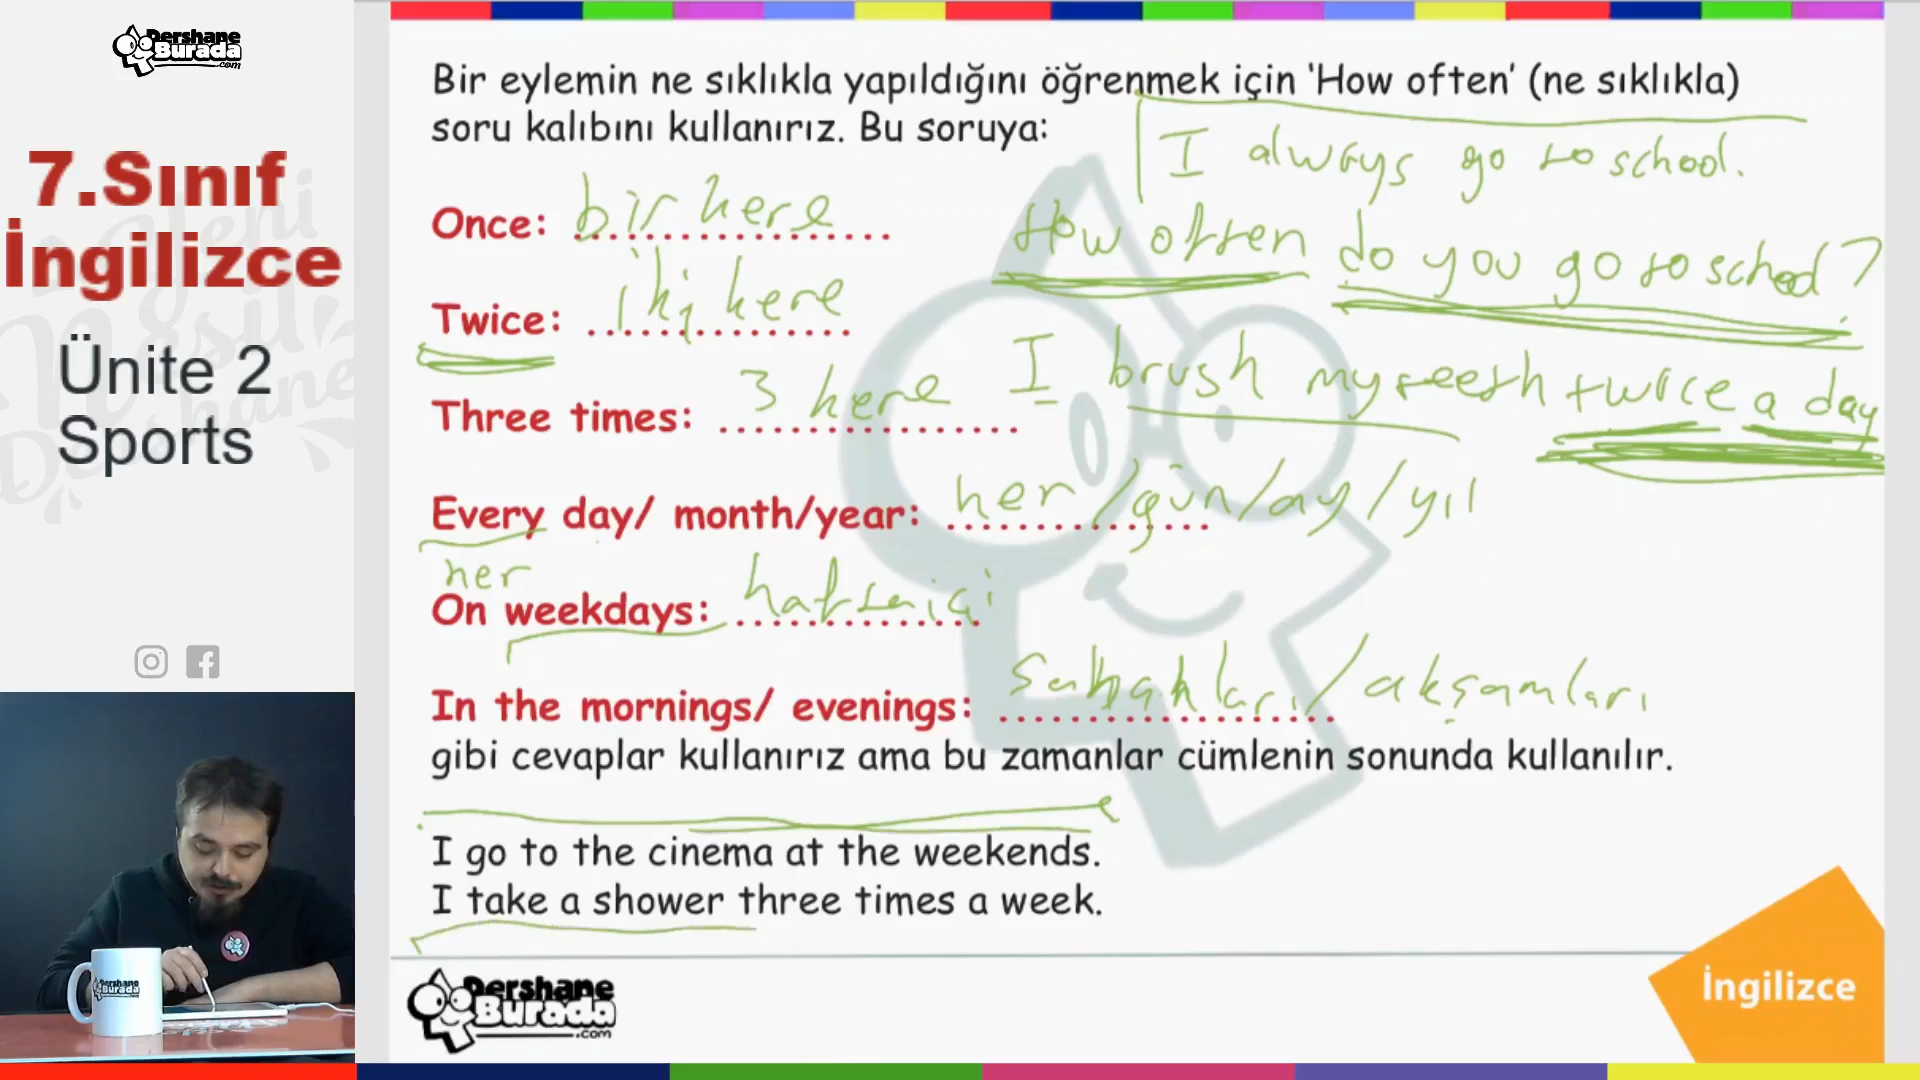 Dershane
Burada
.com
7.Sınıf
İngilizce
Ünite 2
Sports
Bir eylemin ne sıklıkla yapıldığını öğrenmek için 'How often' (ne sıklıkla)
soru kalıbını kullanırız. Bu soruya:
I always go to school.
Once: bir kere
How often do you go to school?
Twice: iki kere
I brush my teeth twice a day
Three times: 3 kere
Every day/ month/year: her/gün/ay/yıl
her
On weekdays: haftaiçi
In the mornings/ evenings: sabahları/akşamları
gibi cevaplar kullanırız ama bu zamanlar cümlenin sonunda kullanılır.
I go to the cinema at the weekends.
I take a shower three times a week.
Dershane
Burada
.com
İngilizce